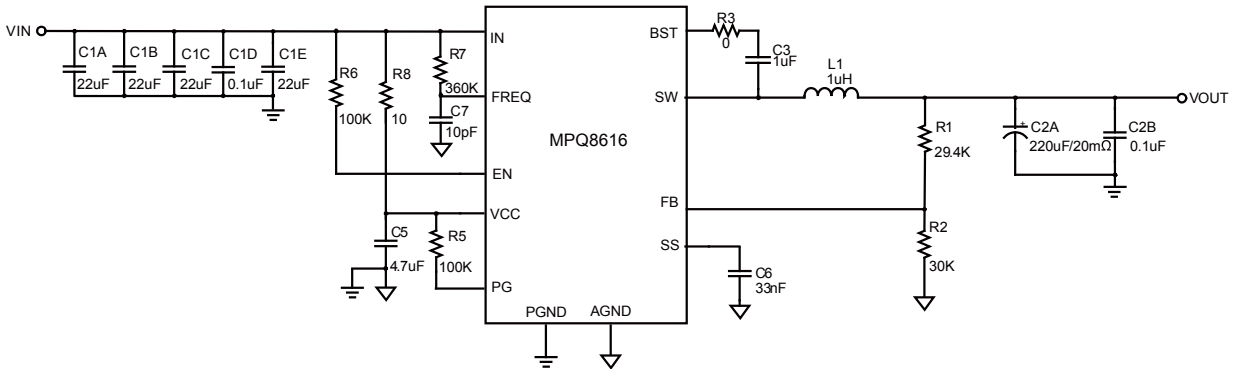 VIN
C1A
22uF
C1B
22uF
C1C
22uF
C1D
0.1uF
C1E
22uF
R6
100K
R8
10
R7
360K
C7
10pF
C5
4.7uF
R5
100K
IN
FREQ
EN
VCC
PG
MPQ8616
BST
SW
FB
SS
PGND
AGND
R3
0
C3
1uF
L1
1uH
R1
29.4K
R2
30K
C6
33nF
C2A
+
220uF/20mΩ
C2B
0.1uF
VOUT